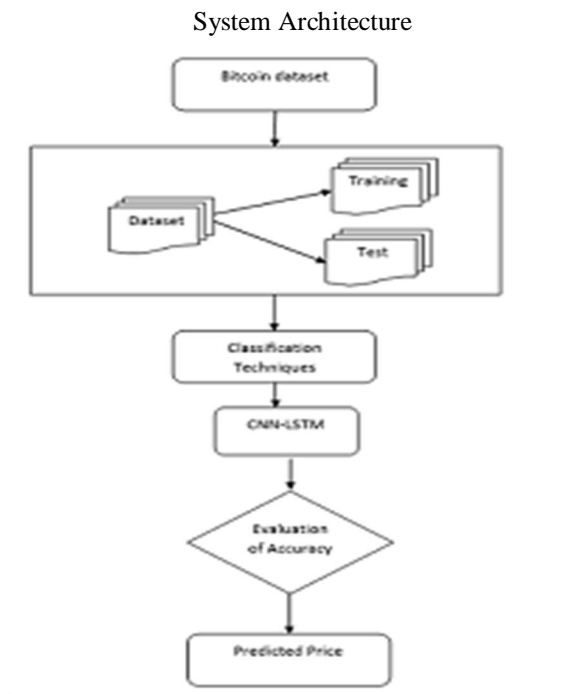 System Architecture
Bitcoin dataset
Training
Dataset
Test
Classification
Techniques
CNN-LSTM
Evaluation
of Accuracy
Predicted Price